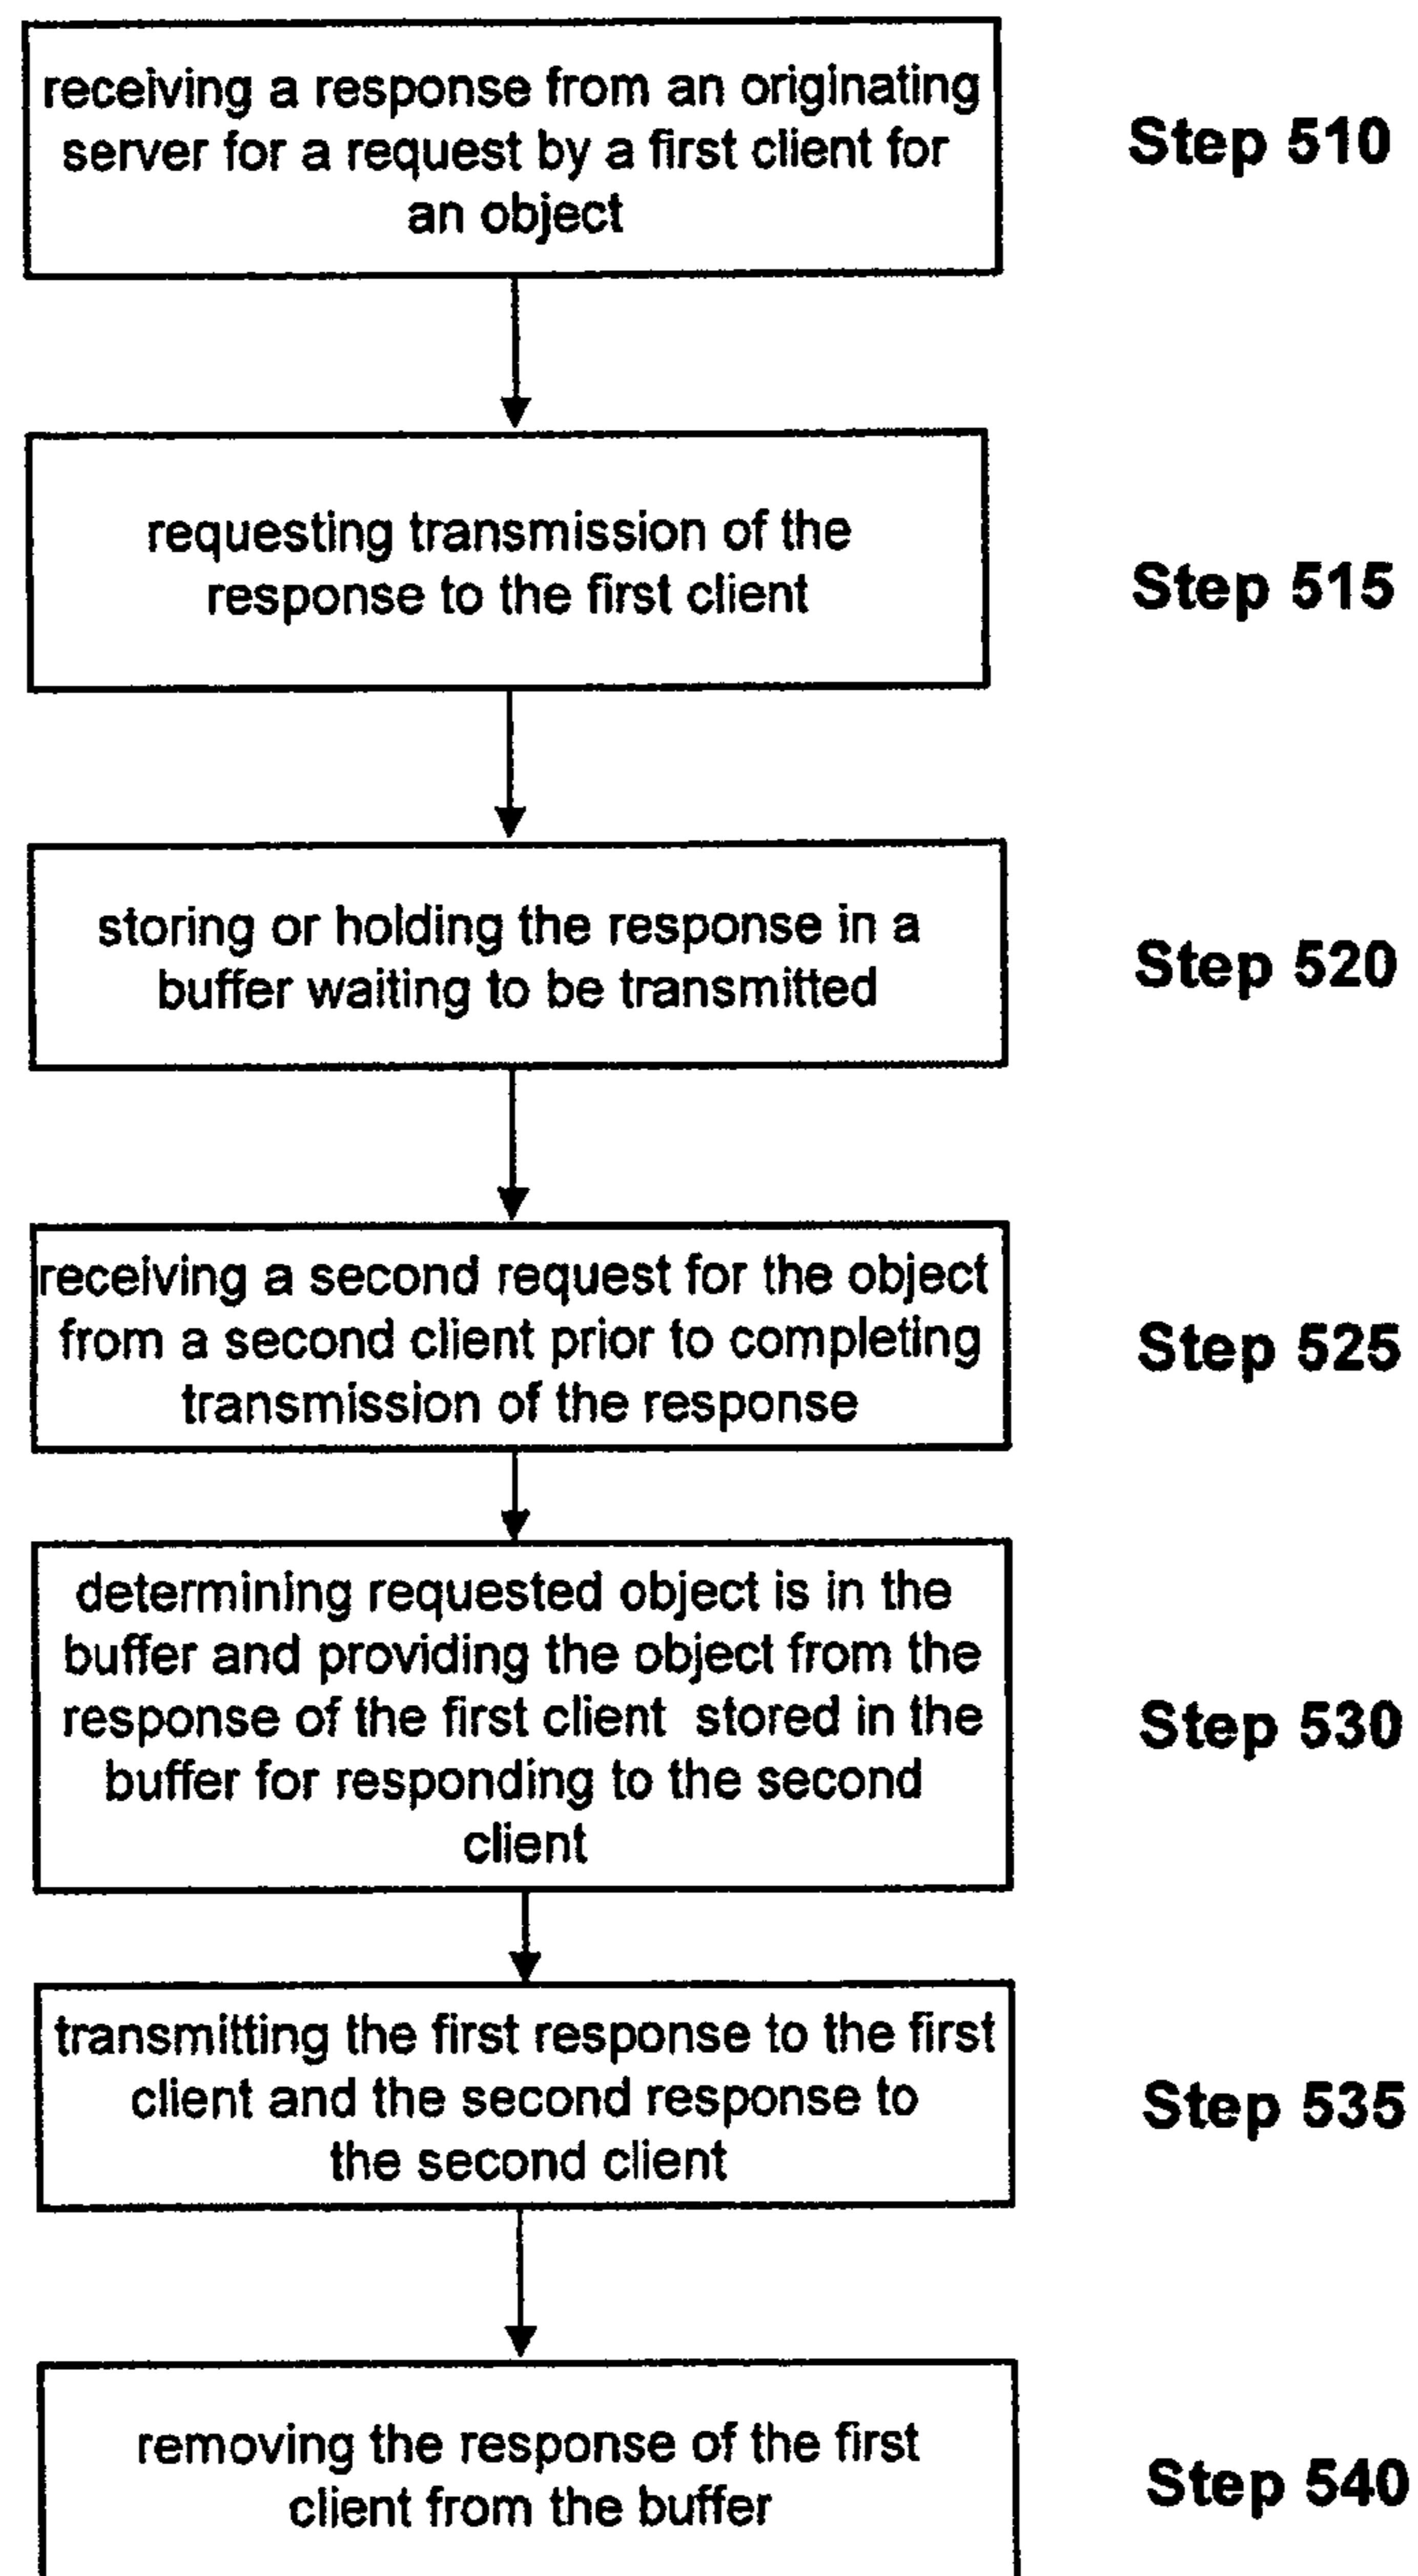 receiving a response from an originating
server for a request by a first client for
an object
Step 510
requesting transmission of the
response to the first client
Step 515
storing or holding the response in a
buffer waiting to be transmitted
Step 520
receiving a second request for the object
from a second client prior to completing
transmission of the response
Step 525
determining requested object is in the
buffer and providing the object from the
response of the first client stored in the
buffer for responding to the second
client
Step 530
transmitting the first response to the first
client and the second response to
the second client
Step 535
removing the response of the first
client from the buffer
Step 540